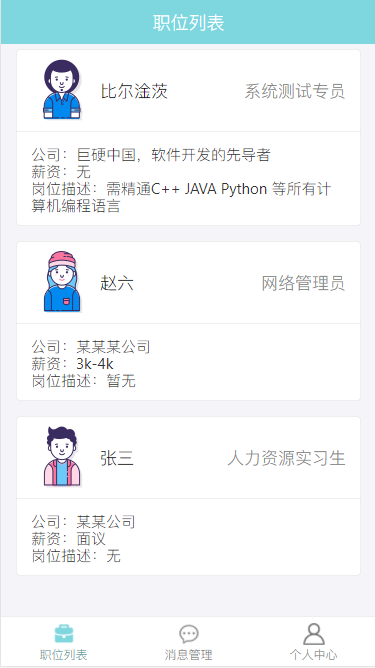 职位列表
比尔淦茨 系统测试专员
公司：巨硬中国，软件开发的先导者
薪资：无
岗位描述：需精通C++ JAVA Python 等所有计
算机编程语言
赵六 网络管理员
公司：某某某公司
薪资：3k-4k
岗位描述：暂无
张三 人力资源实习生
公司：某某公司
薪资：面议
岗位描述：无
职位列表 消息管理 个人中心